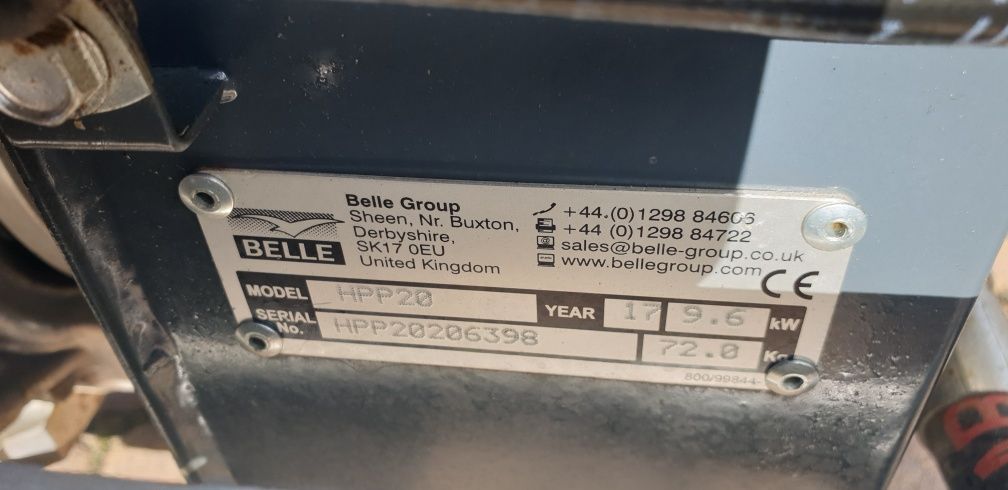 Belle Group
Sheen, Nr. Buxton,
Derbyshire,
SK17 0EU
United Kingdom
BELLE
+44.(0)1298 84606
+44 (0)1298 84722
sales@belle-group.co.uk
www.bellegroup.com
CE
MODEL HPP20 YEAR 17 9.6 kW
SERIAL No. HPP20206398 72.0 Kg